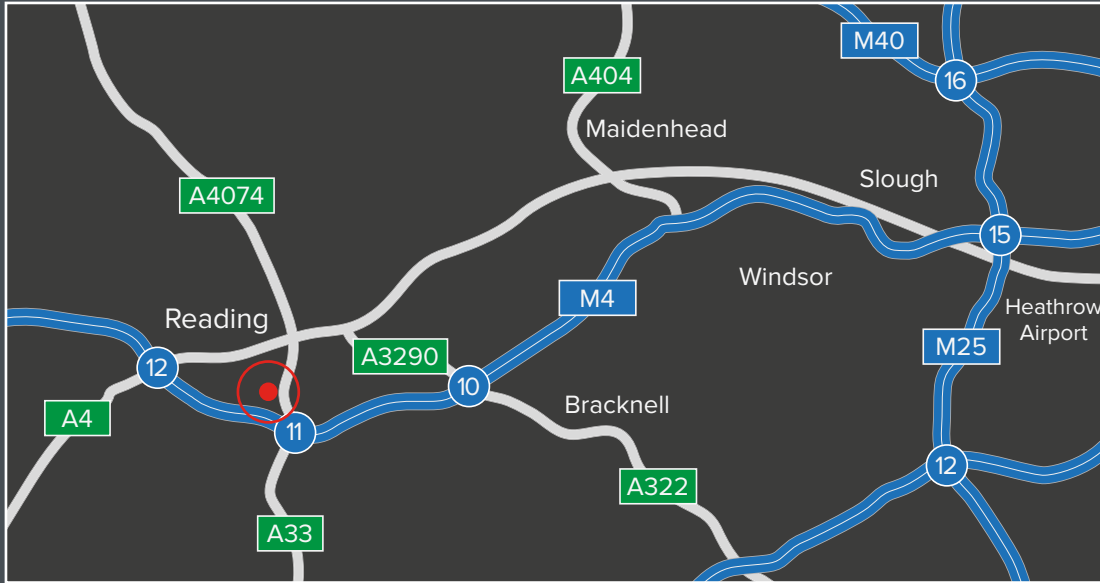 M40
16
A404
Maidenhead
Slough
A4074
15
Windsor
M4
Heathrow
Airport
Reading
M25
A3290
12
10
Bracknell
A4
11
12
A322
A33